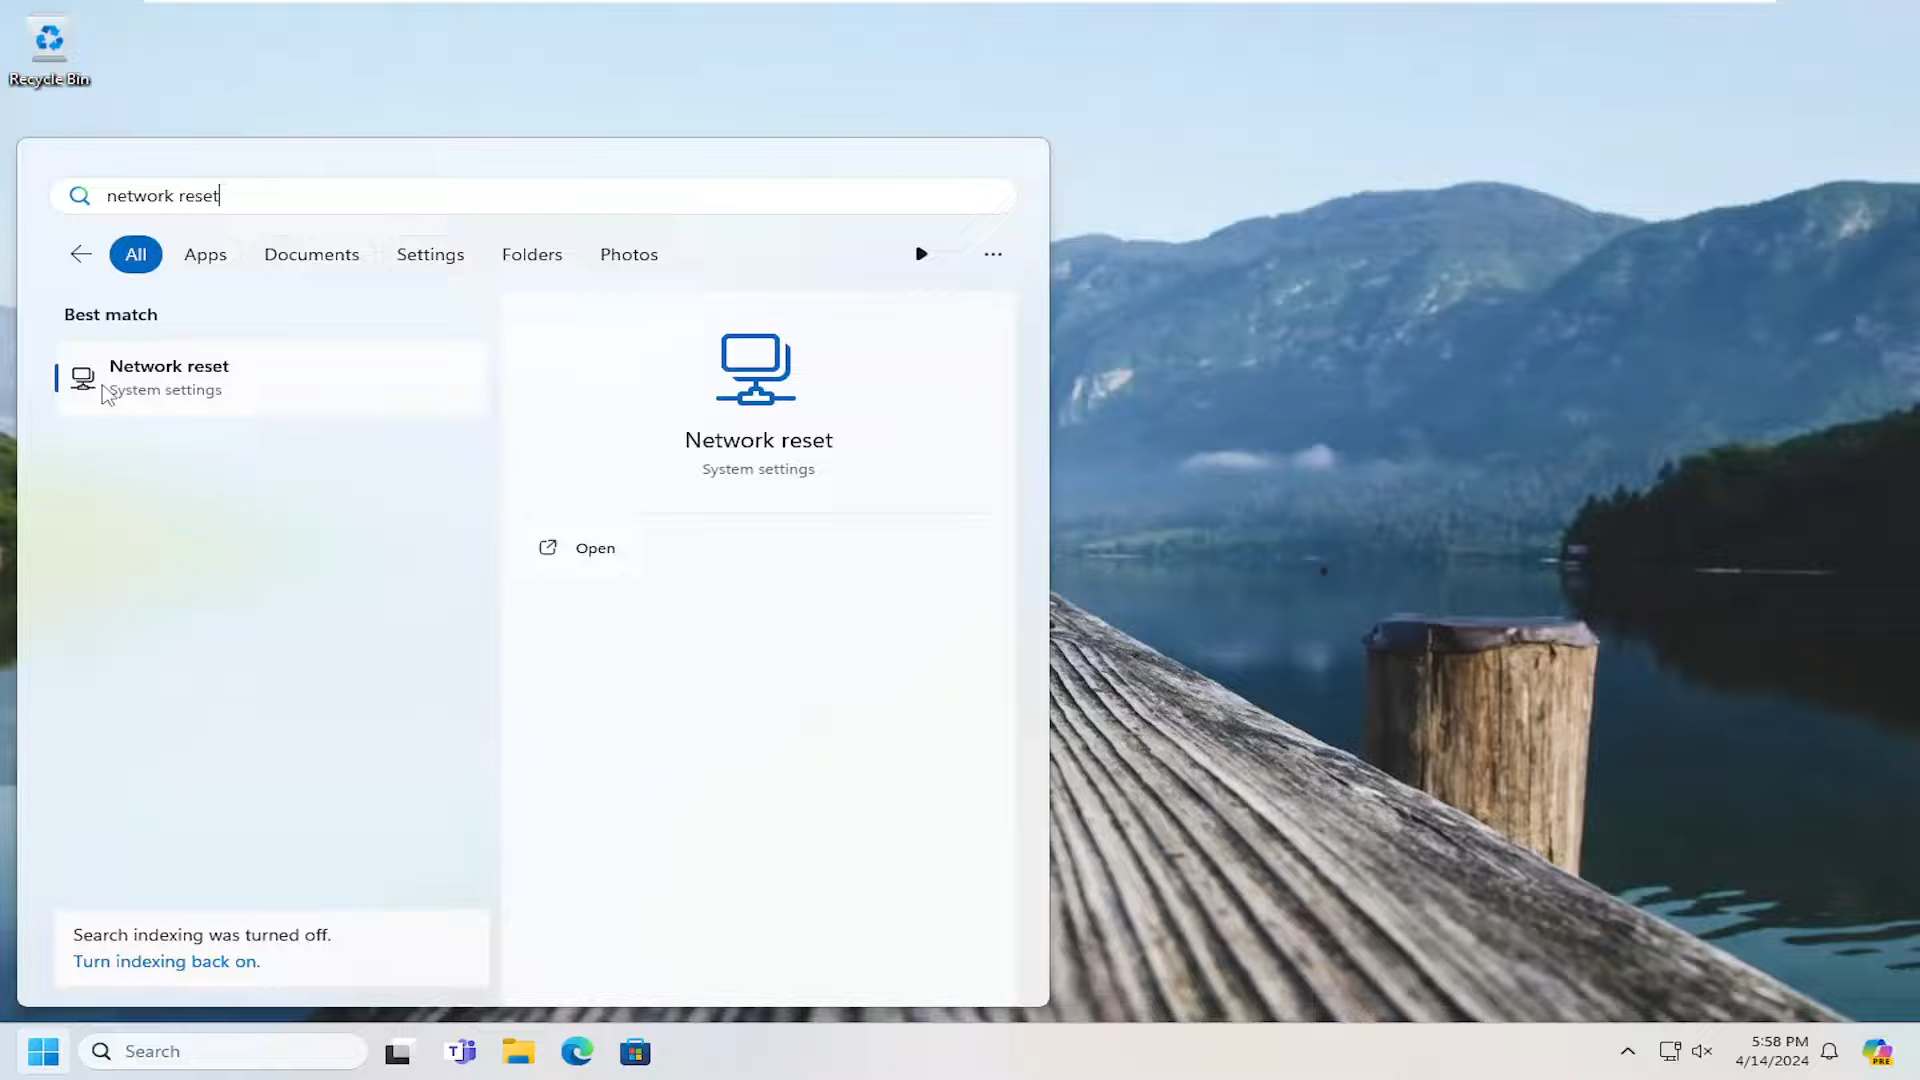 Recycle Bin
network reset
All Apps Documents Settings Folders Photos
Best match
Network reset
System settings
Network reset
System settings
Open
Search indexing was turned off.
Turn indexing back on.
Search
5:58 PM
4/14/2024
T
PRE